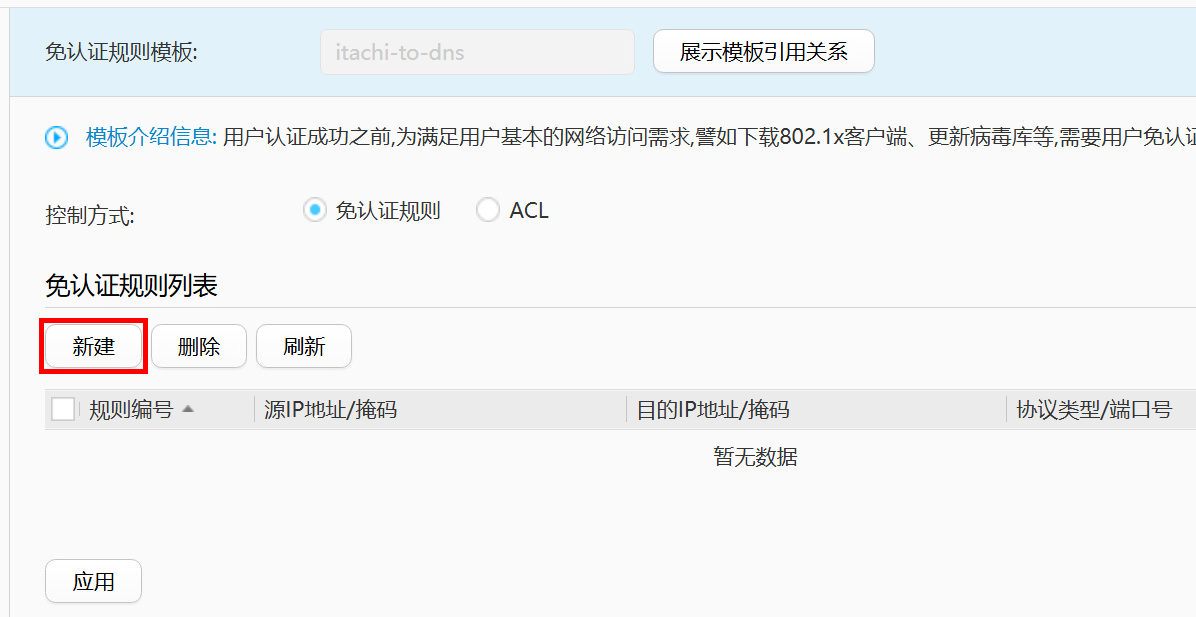 免认证规则模板: itachi-to-dns 展示模板引用关系
模板介绍信息: 用户认证成功之前,为满足用户基本的网络访问需求,譬如下载802.1x客户端、更新病毒库等,需要用户免认证
控制方式: 免认证规则 ACL
免认证规则列表
新建 删除 刷新
规则编号 源IP地址/掩码 目的IP地址/掩码 协议类型/端口号
暂无数据
应用